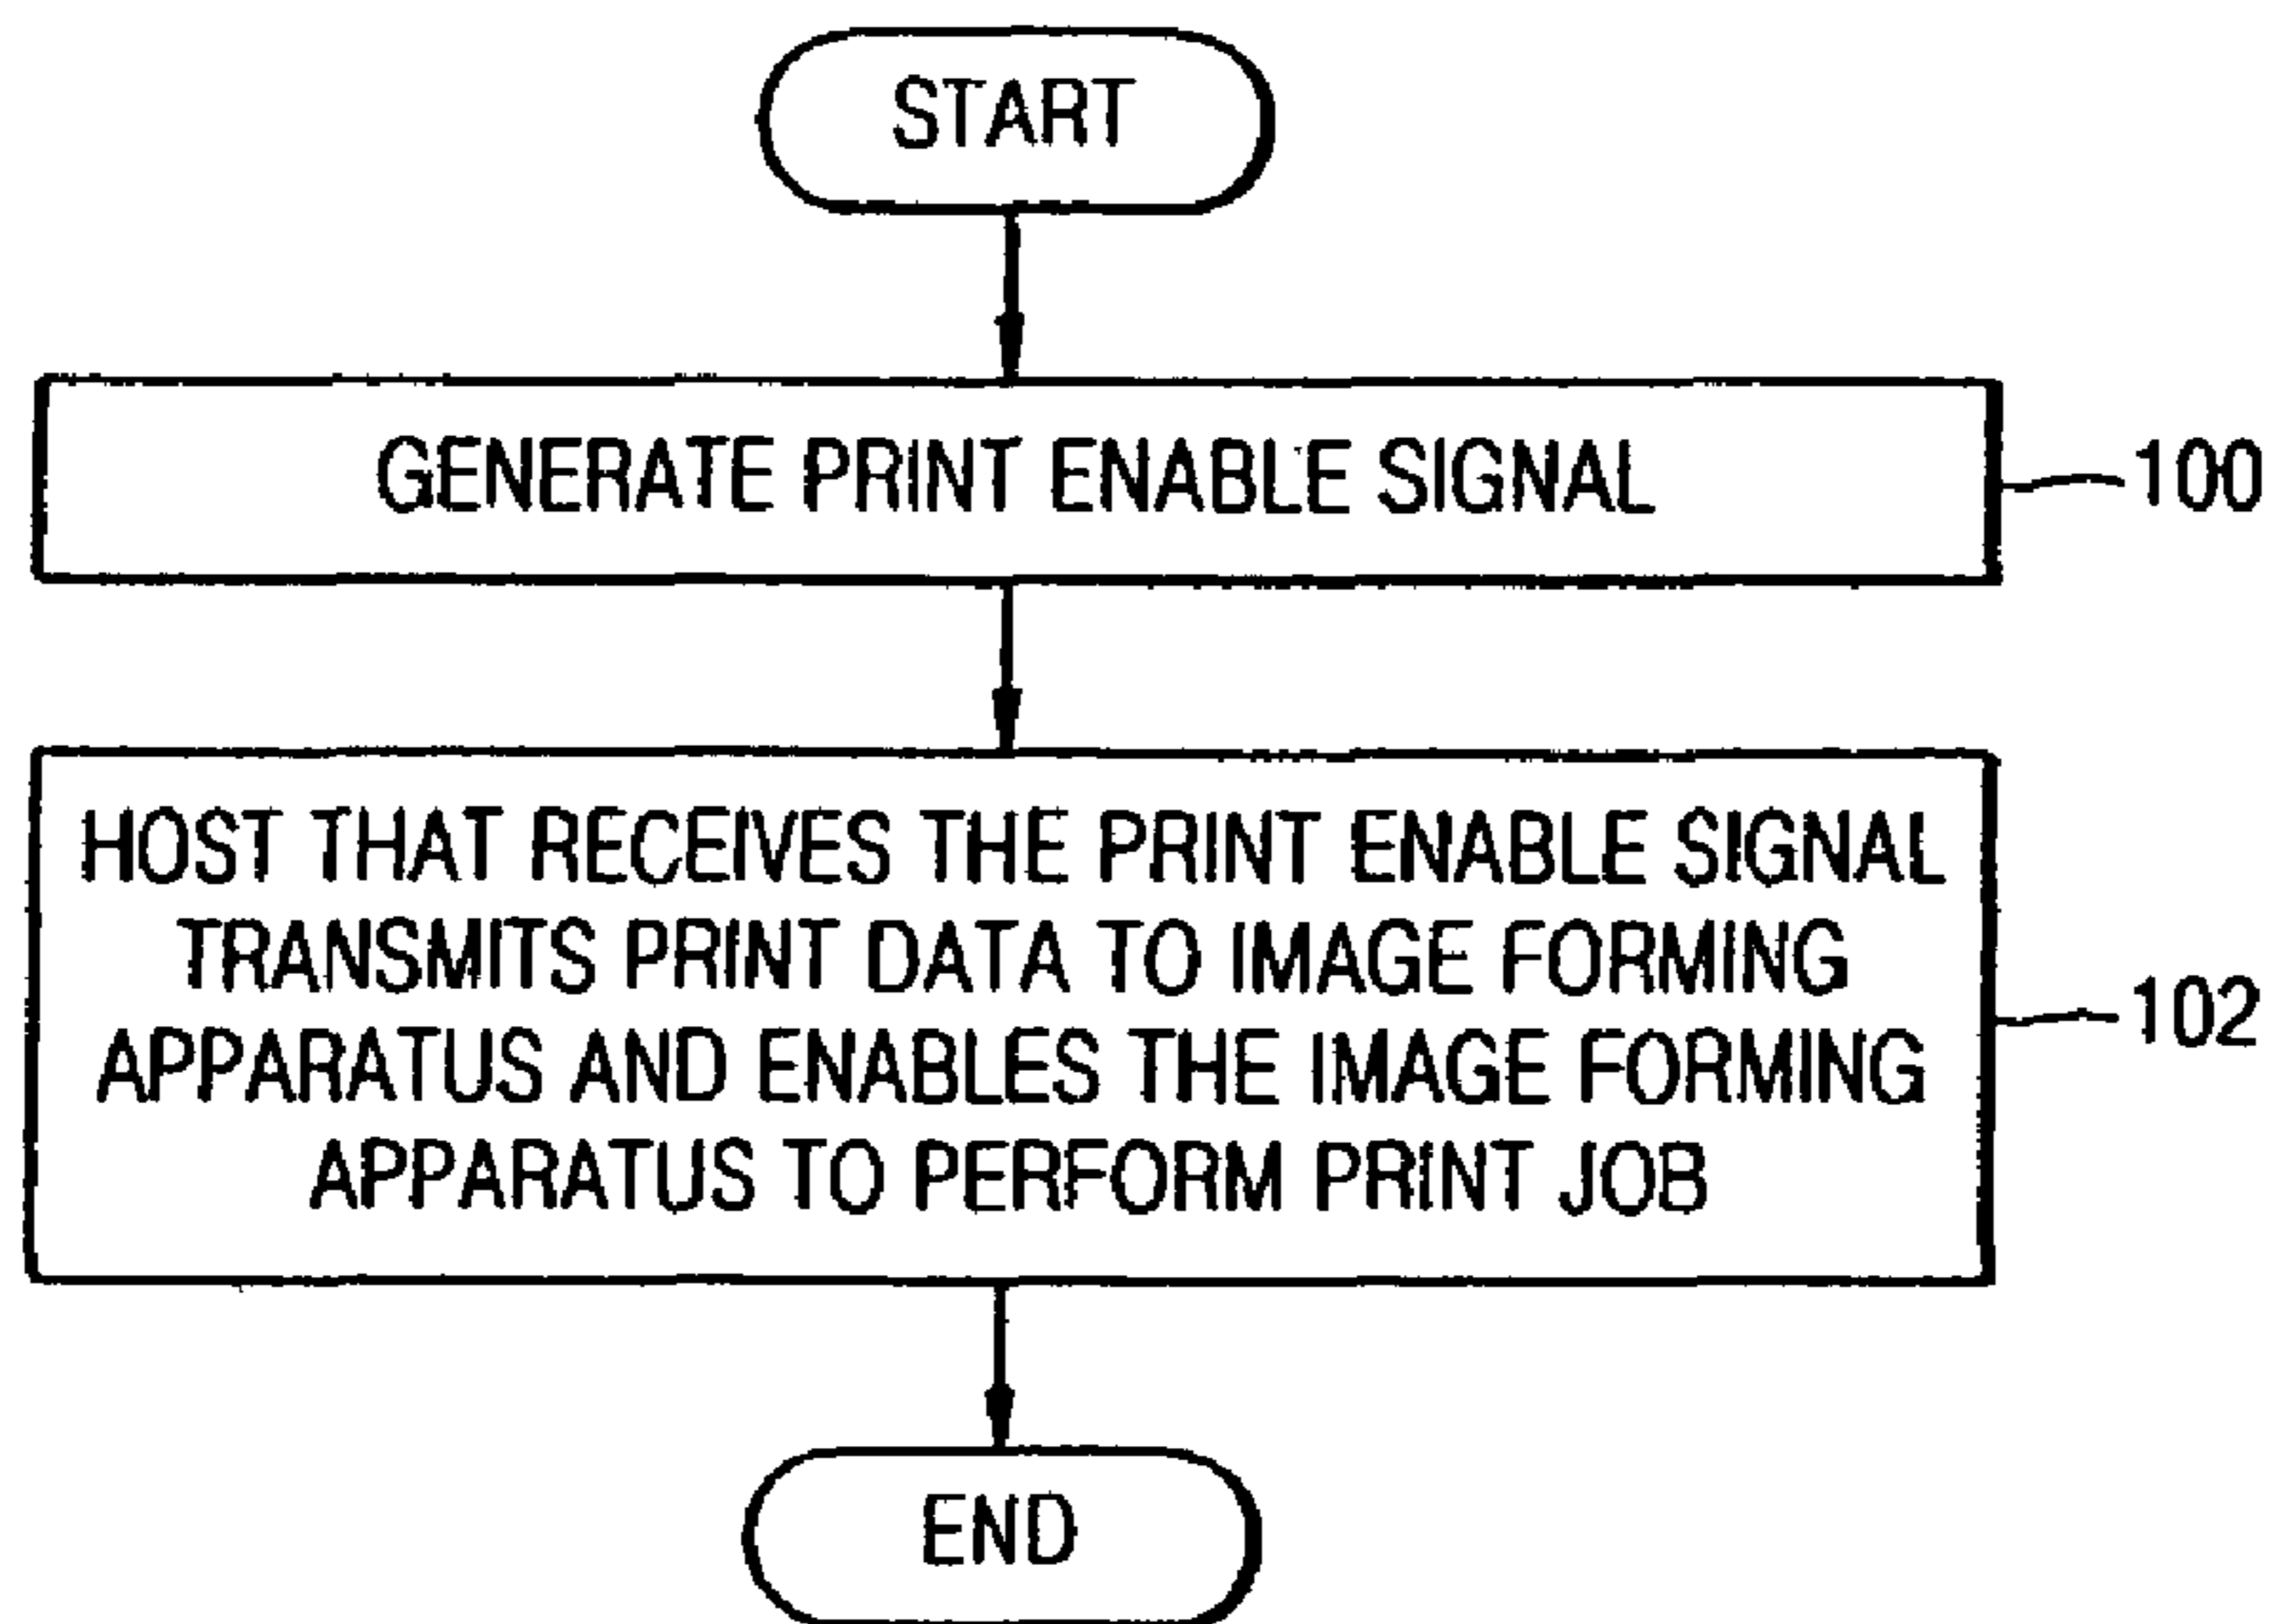 START
GENERATE PRINT ENABLE SIGNAL
100
HOST THAT RECEIVES THE PRINT ENABLE SIGNAL
TRANSMITS PRINT DATA TO IMAGE FORMING
APPARATUS AND ENABLES THE IMAGE FORMING
APPARATUS TO PERFORM PRINT JOB
102
END